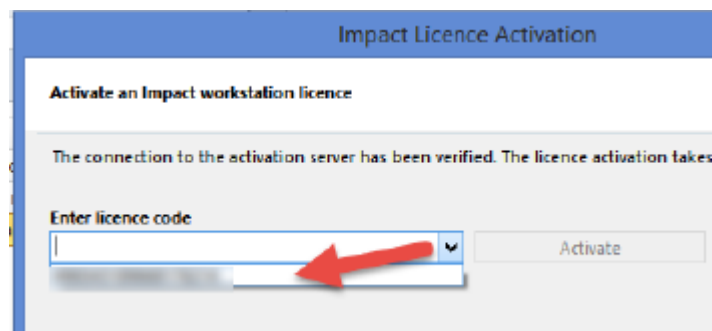 Impact Licence Activation
Activate an Impact workstation licence
The connection to the activation server has been verified. The licence activation takes
Enter licence code
Activate